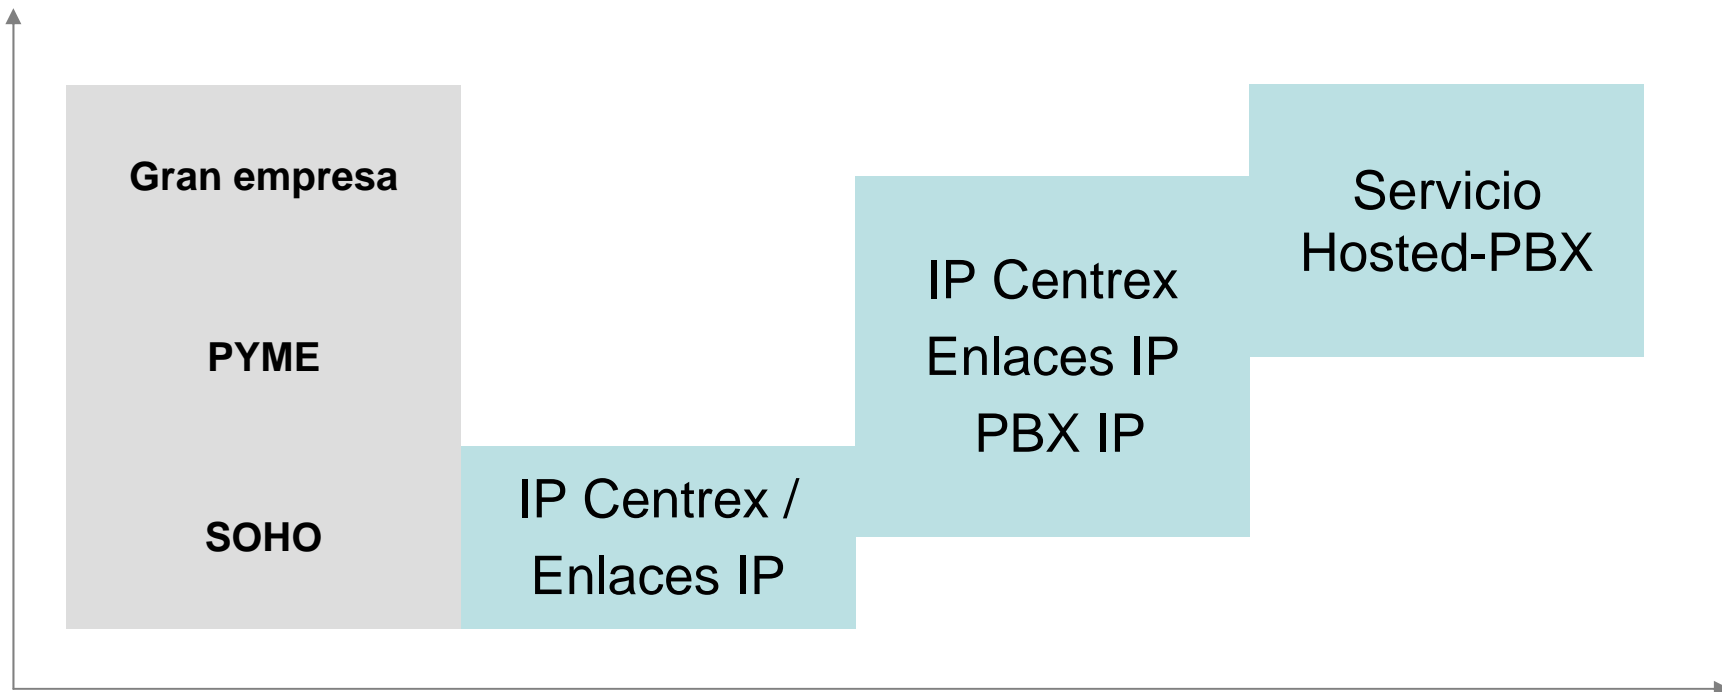 Gran empresa
PYME
SOHO
IP Centrex /
Enlaces IP
IP Centrex
Enlaces IP
PBX IP
Servicio
Hosted-PBX